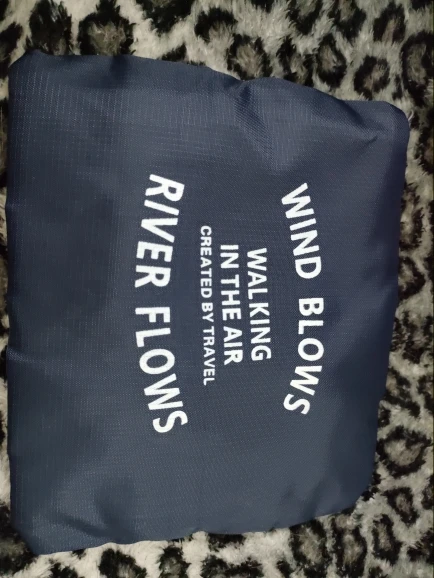 WIND BLOWS
WALKING
IN THE AIR
CREATED BY TRAVEL
RIVER FLOWS